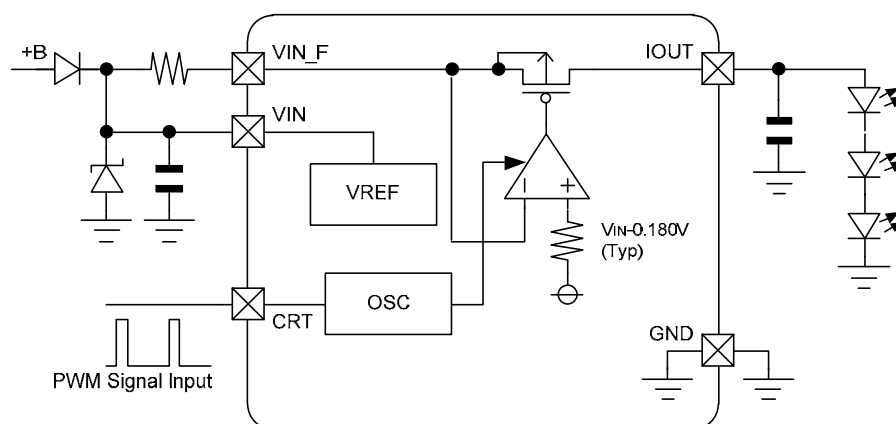 +B
VIN_F
IOUT
VIN
VREF
VIN-0.180V
(Typ)
OSC
CRT
GND
PWM Signal Input